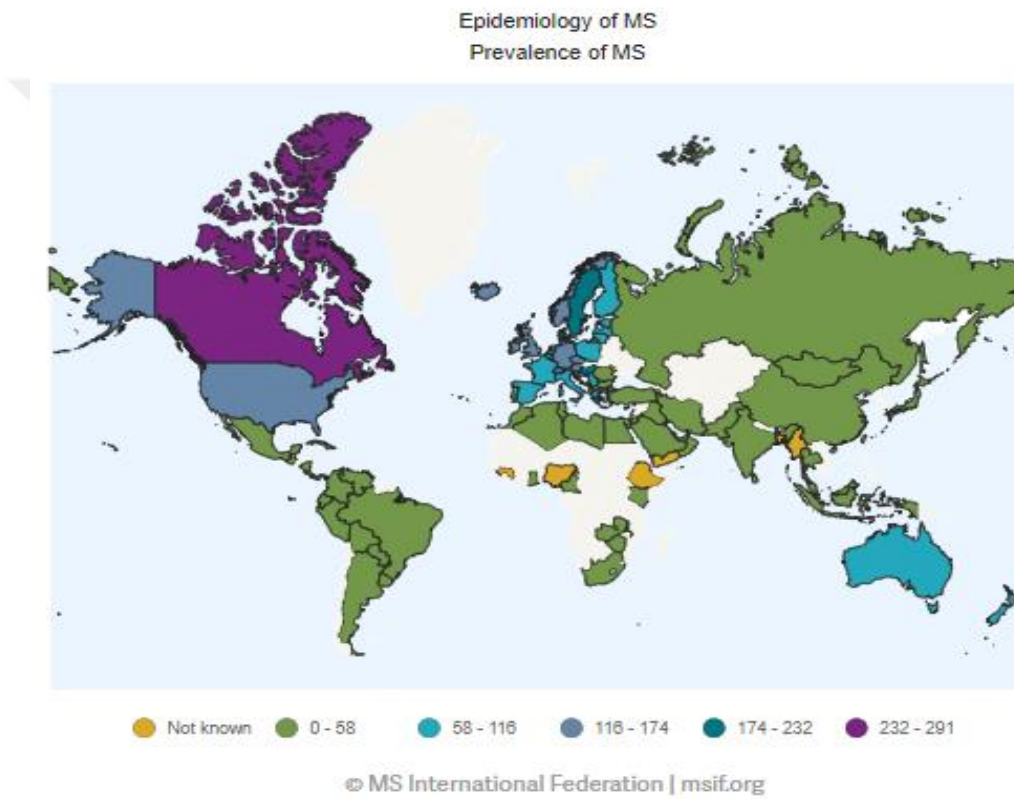 Epidemiology of MS
Prevalence of MS
Not known
0 - 58
58 - 116
116 - 174
174 - 232
232 - 291
© MS International Federation | msif.org